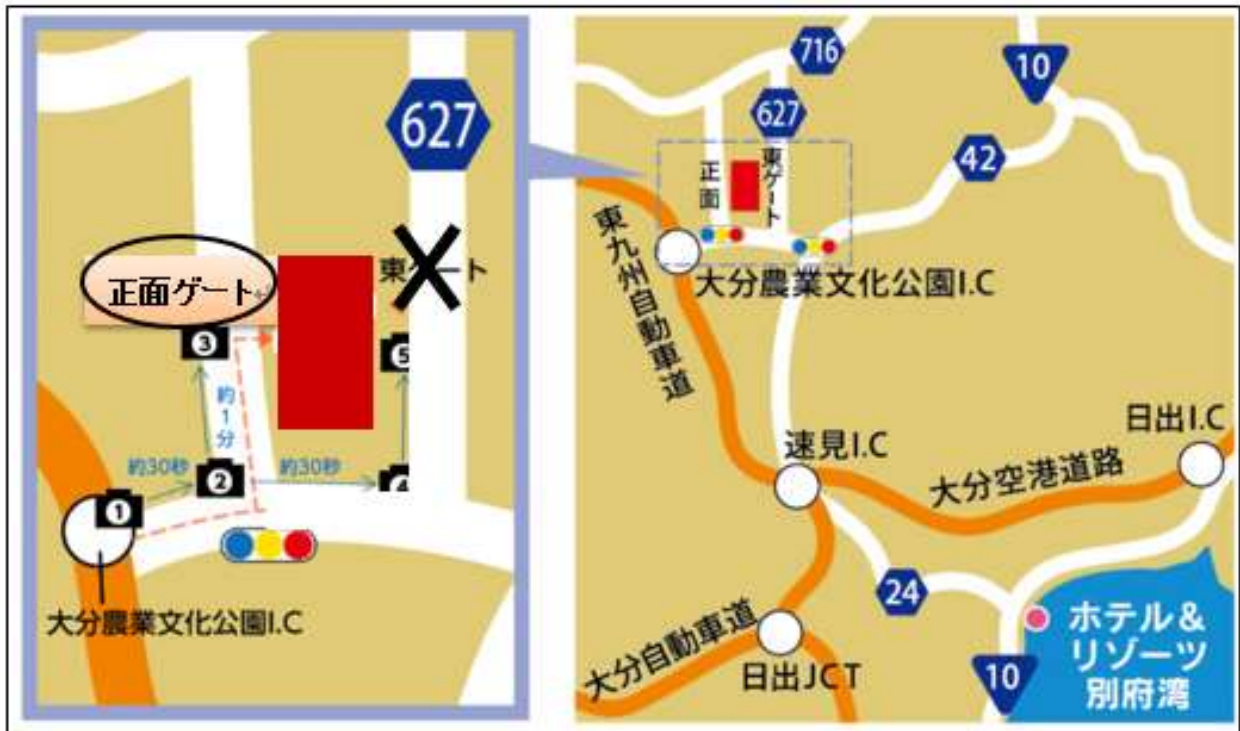 627
東ゲート
正面ゲート
❸
❺
約1分
約30秒
❷
約30秒
❶
大分農業文化公園I.C
716
10
627
42
正面
東ゲート
東九州自動車道
大分農業文化公園I.C
日出I.C
速見I.C
大分空港道路
24
ホテル&
リゾーツ
別府湾
大分自動車道
日出JCT
10